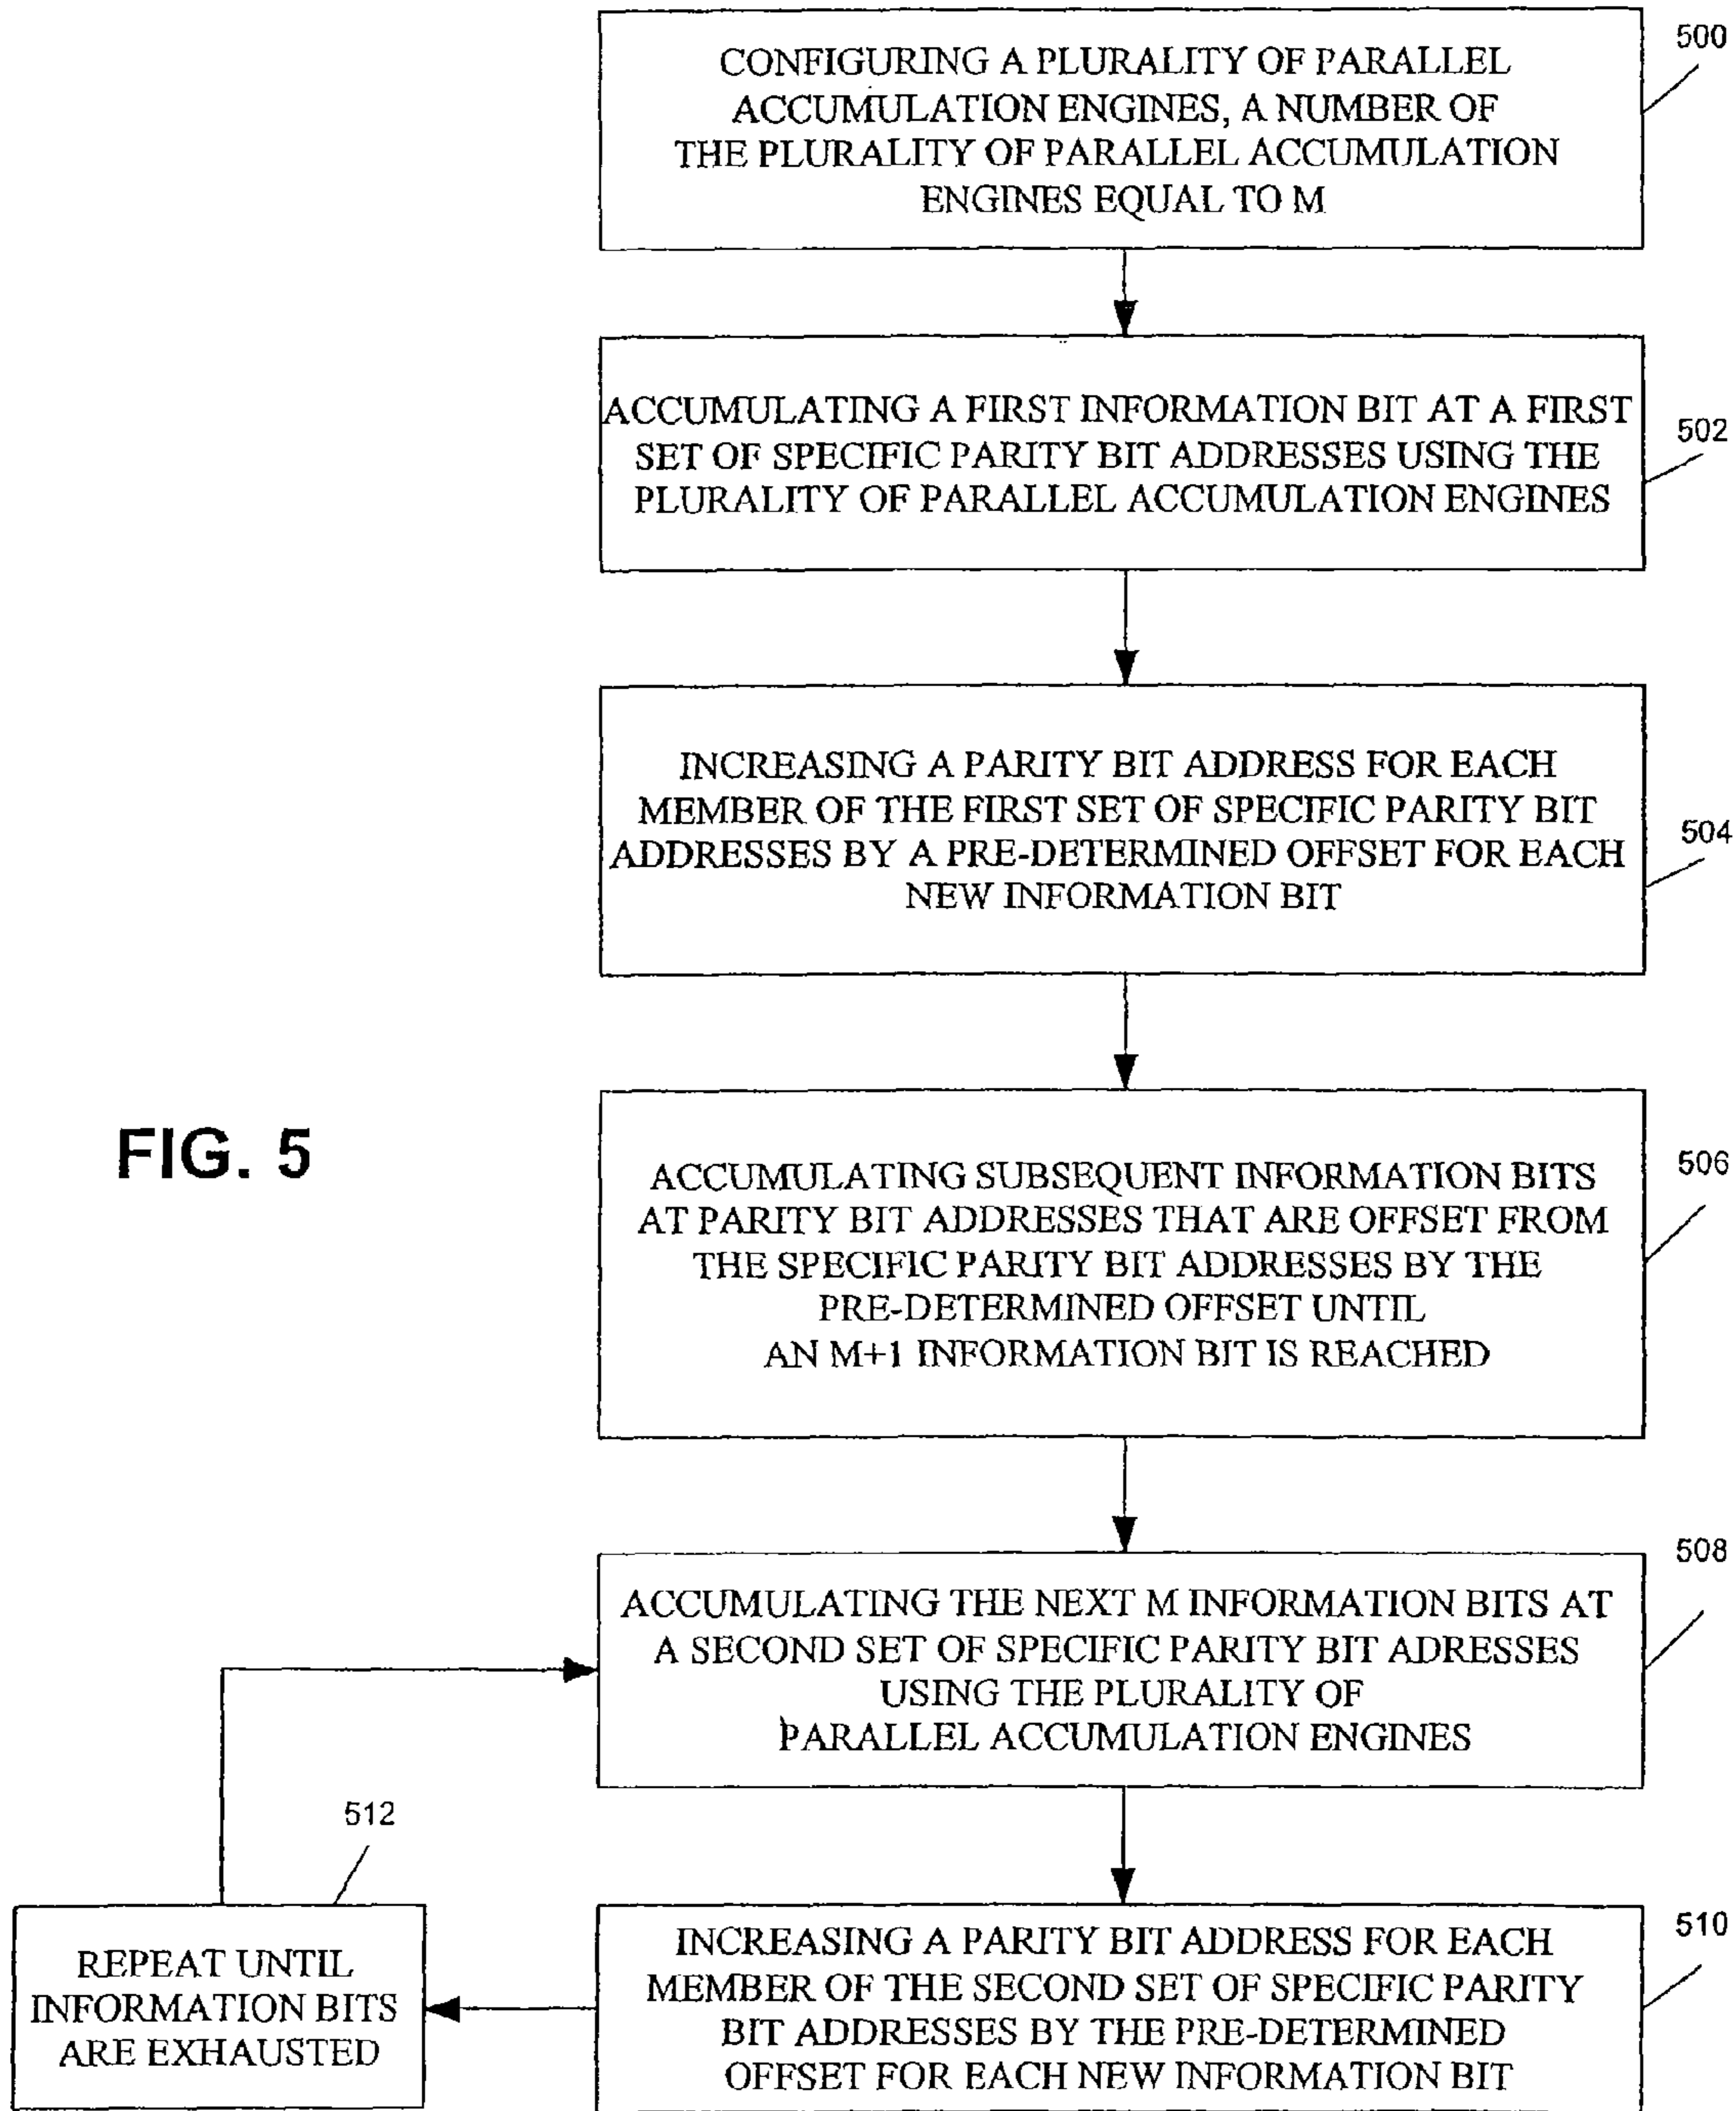 500
CONFIGURING A PLURALITY OF PARALLEL
ACCUMULATION ENGINES, A NUMBER OF
THE PLURALITY OF PARALLEL ACCUMULATION
ENGINES EQUAL TO M
502
ACCUMULATING A FIRST INFORMATION BIT AT A FIRST
SET OF SPECIFIC PARITY BIT ADDRESSES USING THE
PLURALITY OF PARALLEL ACCUMULATION ENGINES
504
INCREASING A PARITY BIT ADDRESS FOR EACH
MEMBER OF THE FIRST SET OF SPECIFIC PARITY BIT
ADDRESSES BY A PRE-DETERMINED OFFSET FOR EACH
NEW INFORMATION BIT
FIG. 5
506
ACCUMULATING SUBSEQUENT INFORMATION BITS
AT PARITY BIT ADDRESSES THAT ARE OFFSET FROM
THE SPECIFIC PARITY BIT ADDRESSES BY THE
PRE-DETERMINED OFFSET UNTIL
AN M+1 INFORMATION BIT IS REACHED
508
ACCUMULATING THE NEXT M INFORMATION BITS AT
A SECOND SET OF SPECIFIC PARITY BIT ADRESSES
USING THE PLURALITY OF
PARALLEL ACCUMULATION ENGINES
510
INCREASING A PARITY BIT ADDRESS FOR EACH
MEMBER OF THE SECOND SET OF SPECIFIC PARITY
BIT ADDRESSES BY THE PRE-DETERMINED
OFFSET FOR EACH NEW INFORMATION BIT
512
REPEAT UNTIL
INFORMATION BITS
ARE EXHAUSTED